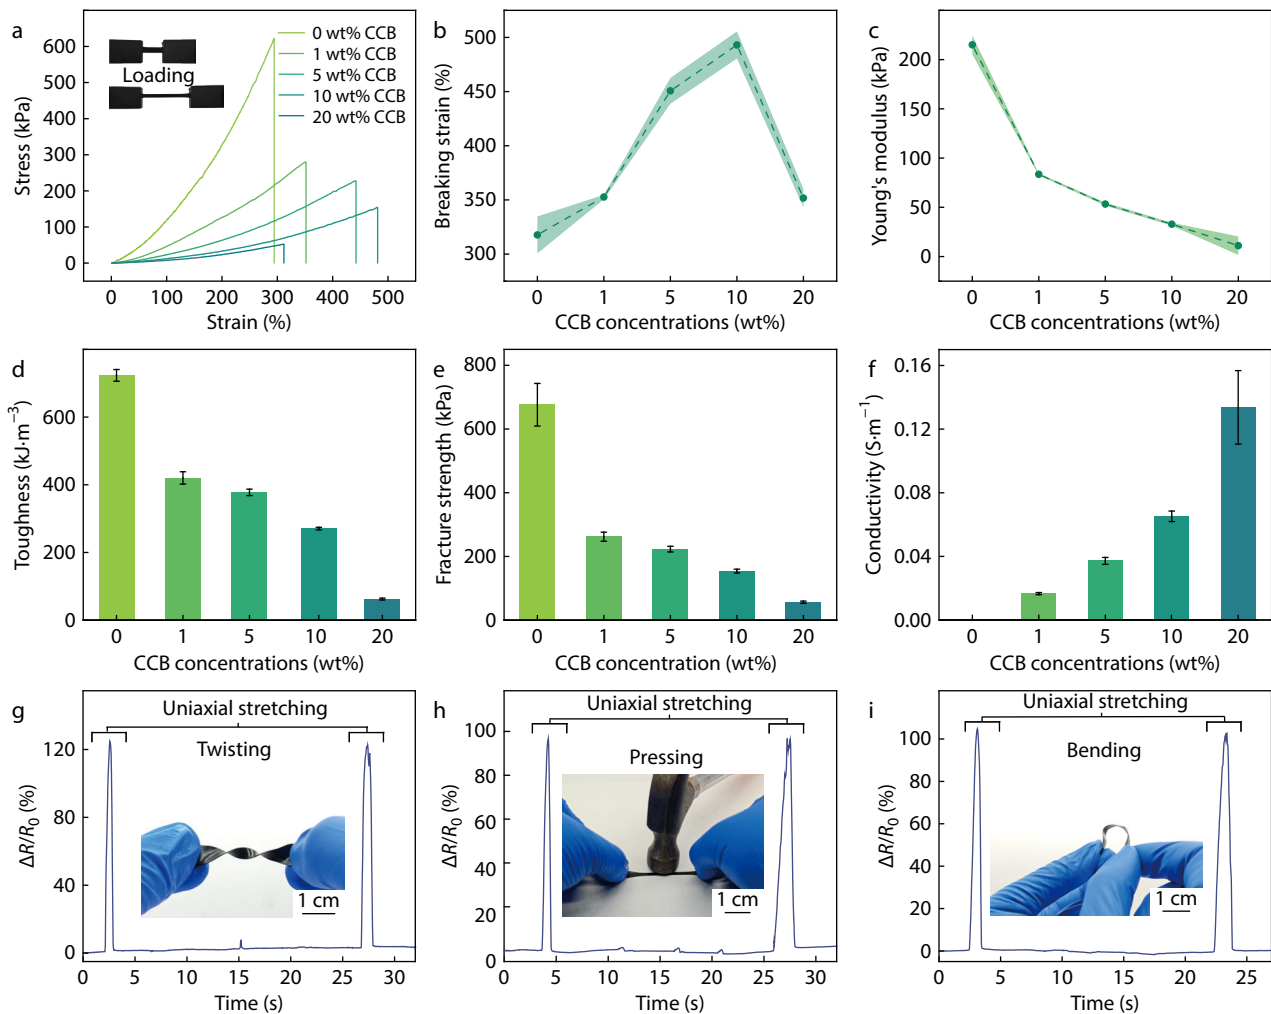 a
Stress (kPa)
600
500
400
300
200
100
0
Loading
0 wt% CCB
1 wt% CCB
5 wt% CCB
10 wt% CCB
20 wt% CCB
0 100 200 300 400 500
Strain (%)
b
Breaking strain (%)
500
450
400
350
300
0 1 5 10 20
CCB concentrations (wt%)
c
Young's modulus (kPa)
200
150
100
50
0
0 1 5 10 20
CCB concentrations (wt%)
d
Toughness (kJ·m⁻³)
600
400
200
0
0 1 5 10 20
CCB concentrations (wt%)
e
Fracture strength (kPa)
800
600
400
200
0
0 1 5 10 20
CCB concentration (wt%)
f
Conductivity (S·m⁻¹)
0.16
0.12
0.08
0.04
0.00
0 1 5 10 20
CCB concentrations (wt%)
g
ΔR/R₀ (%)
120
80
40
0
Uniaxial stretching
Twisting
1 cm
0 5 10 15 20 25 30
Time (s)
h
ΔR/R₀ (%)
100
80
60
40
20
0
Uniaxial stretching
Pressing
1 cm
0 5 10 15 20 25 30
Time (s)
i
ΔR/R₀ (%)
100
80
60
40
20
0
Uniaxial stretching
Bending
1 cm
0 5 10 15 20 25
Time (s)